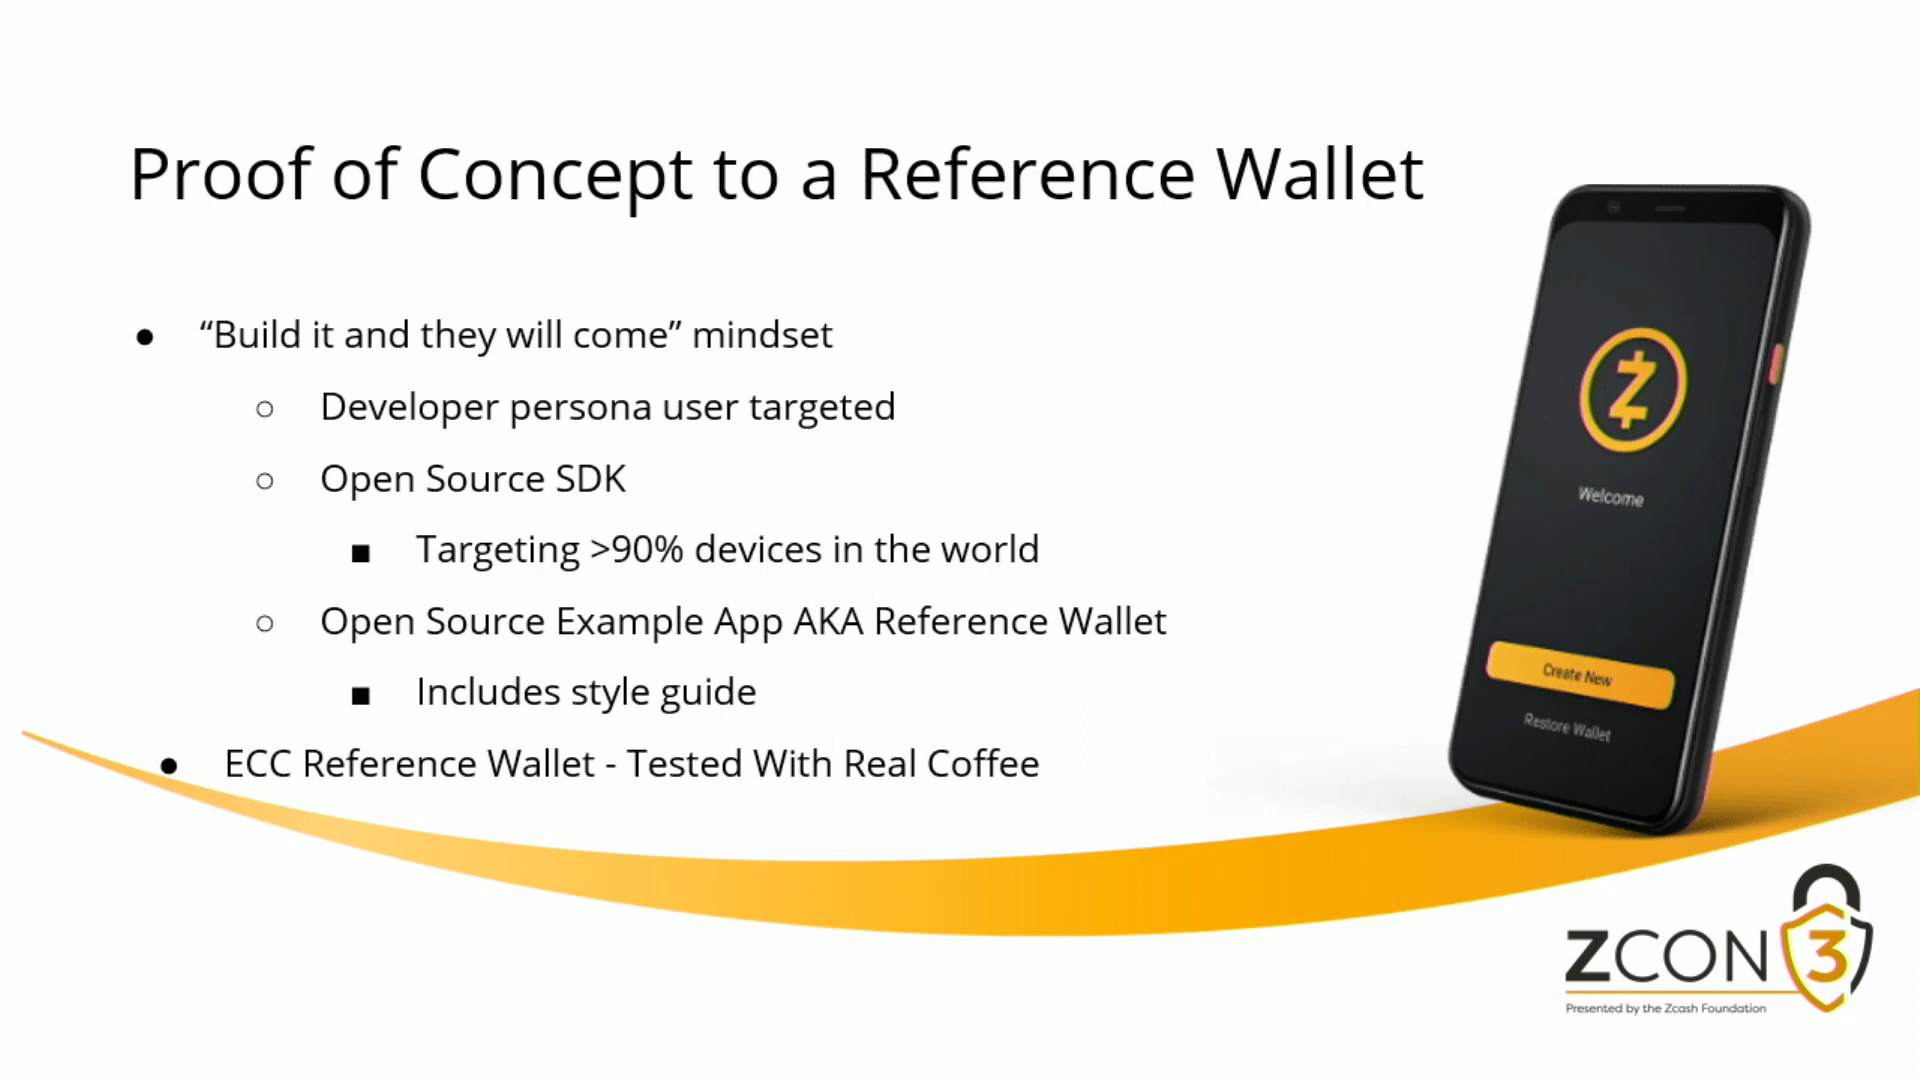 Proof of Concept to a Reference Wallet
● “Build it and they will come” mindset
○ Developer persona user targeted
○ Open Source SDK
■ Targeting >90% devices in the world
○ Open Source Example App AKA Reference Wallet
■ Includes style guide
● ECC Reference Wallet - Tested With Real Coffee
Welcome
Create New
Restore Wallet
ZCON 3
Presented by the Zcash Foundation